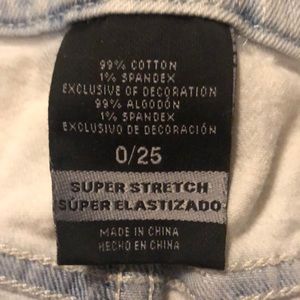 99% COTTON
1% SPANDEX
EXCLUSIVE OF DECORATION
99% ALGODÓN
1% SPANDEX
EXCLUSIVO DE DECORACIÓN
0/25
SUPER STRETCH
SÚPER ELASTIZADO
MADE IN CHINA
HECHO EN CHINA